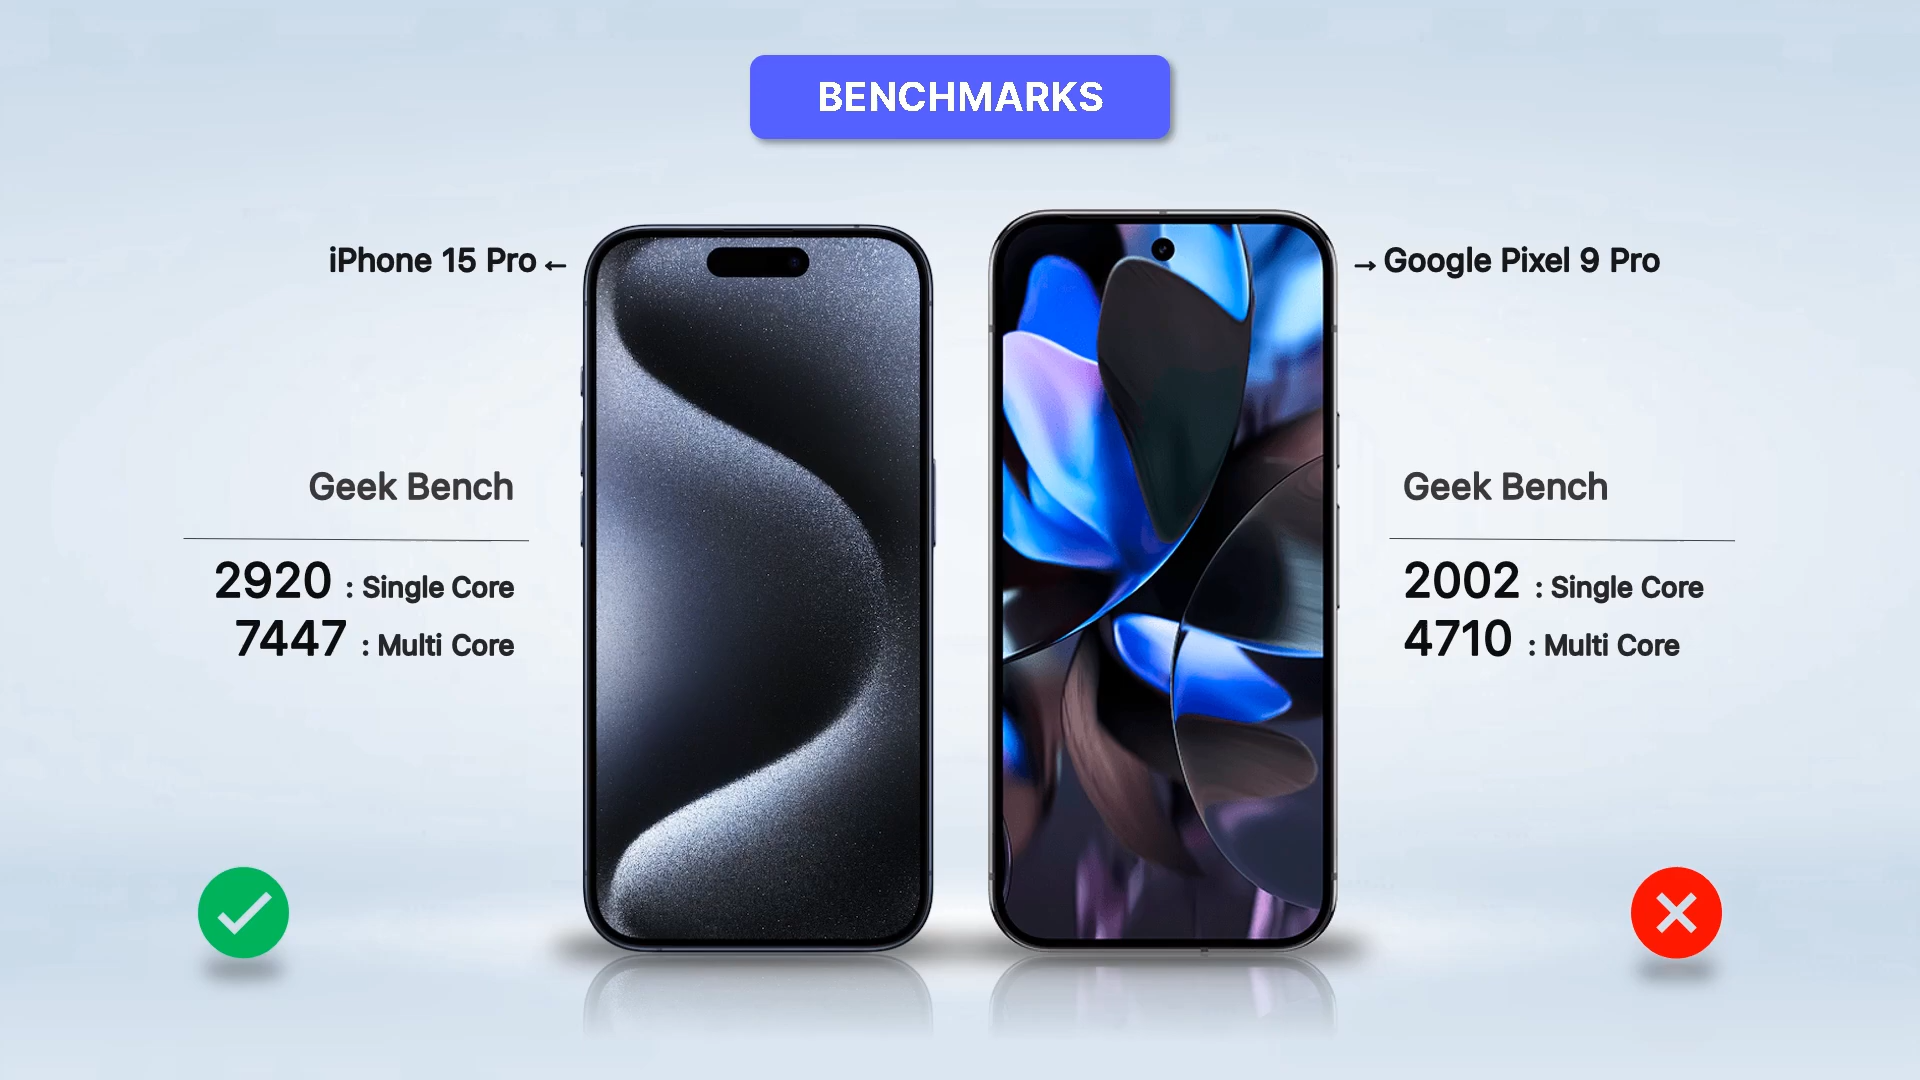 BENCHMARKS
iPhone 15 Pro ←
→ Google Pixel 9 Pro
Geek Bench
2920 : Single Core
7447 : Multi Core
Geek Bench
2002 : Single Core
4710 : Multi Core